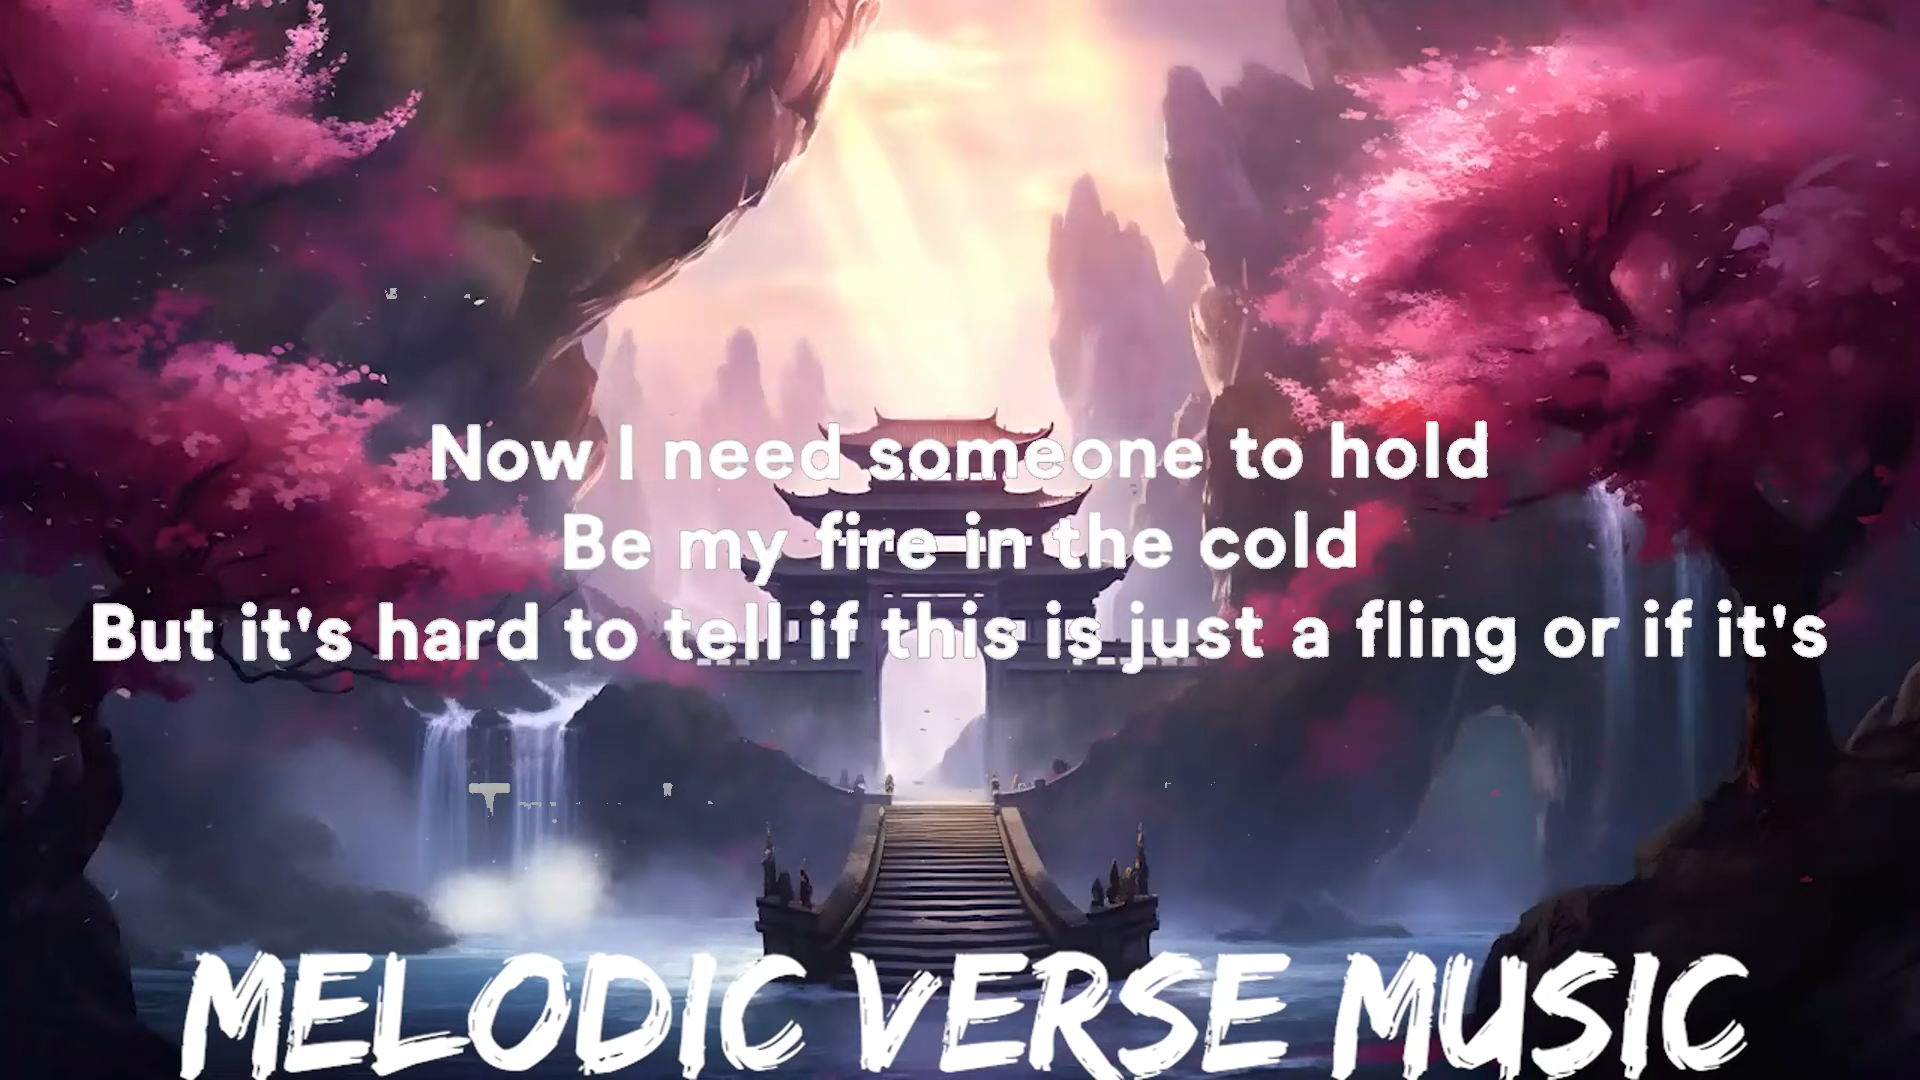 Now I need someone to hold
Be my fire in the cold
But it's hard to tell if this is just a fling or if it's
MELODIC VERSE MUSIC